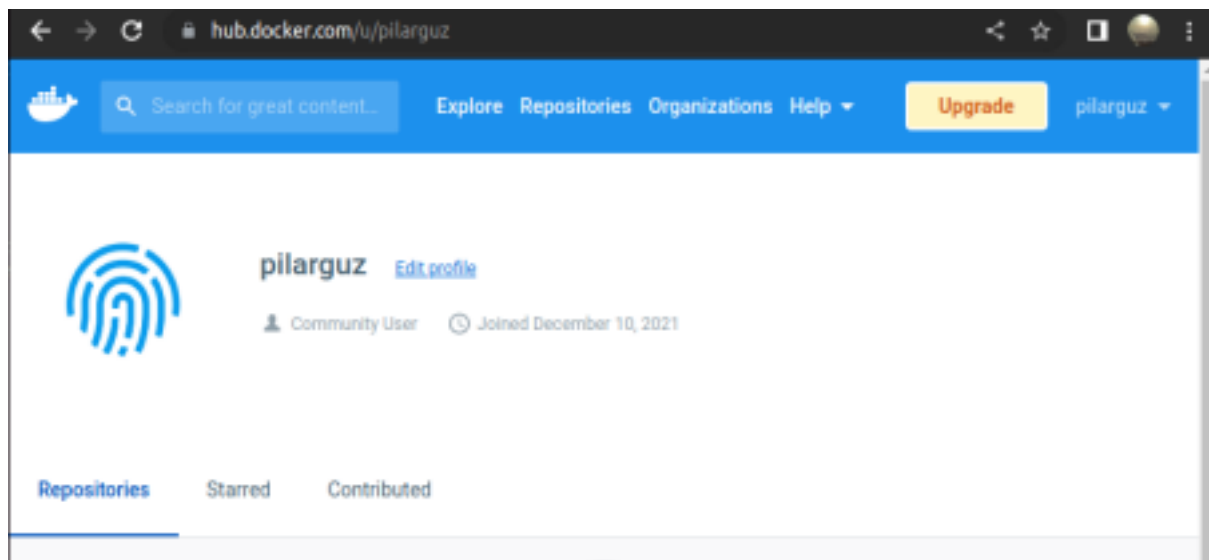 hub.docker.com/u/pilarguz
Search for great content... Explore Repositories Organizations Help Upgrade pilarguz
pilarguz Edit profile
Community User Joined December 10, 2021
Repositories Starred Contributed